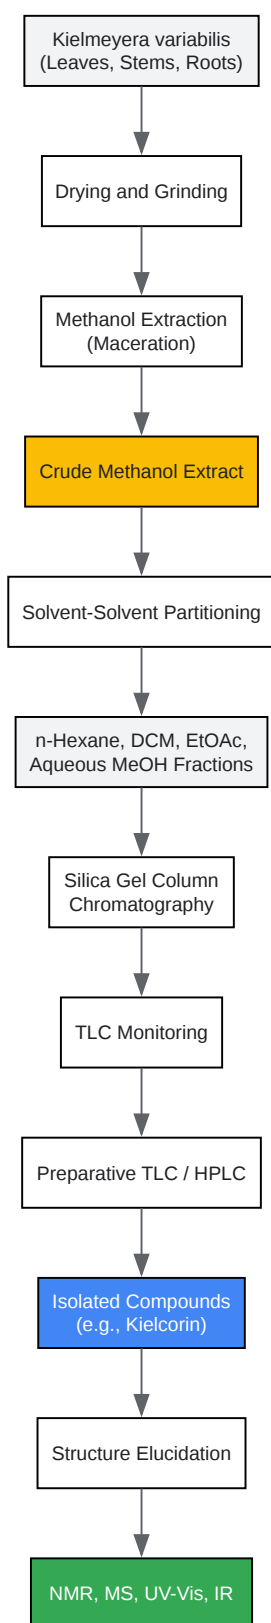 Kielmeyera variabilis
(Leaves, Stems, Roots)
Drying and Grinding
Methanol Extraction
(Maceration)
Crude Methanol Extract
Solvent-Solvent Partitioning
n-Hexane, DCM, EtOAc,
Aqueous MeOH Fractions
Silica Gel Column
Chromatography
TLC Monitoring
Preparative TLC / HPLC
Isolated Compounds
(e.g., Kielcorin)
Structure Elucidation
NMR, MS, UV-Vis, IR